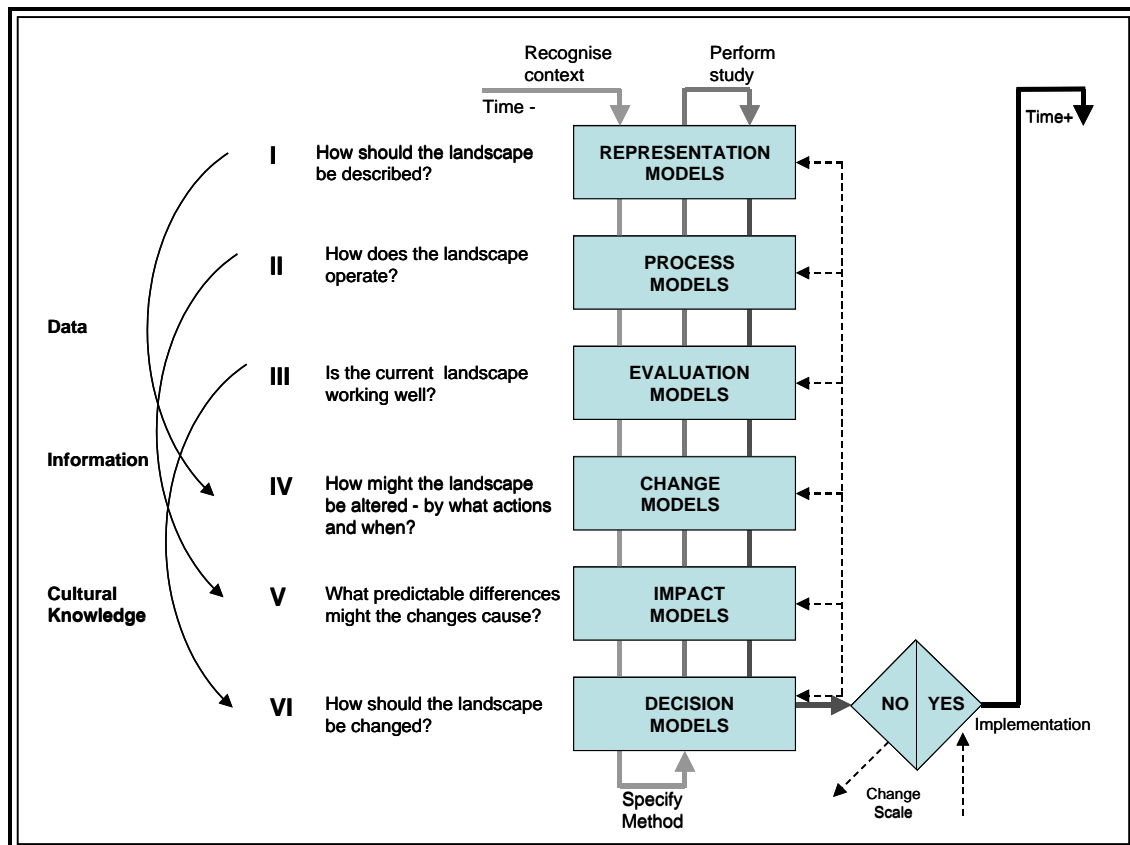 Recognise
context
Perform
study
Time -
Time+
I
How should the landscape
be described?
REPRESENTATION
MODELS
II
How does the landscape
operate?
PROCESS
MODELS
Data
III
Is the current landscape
working well?
EVALUATION
MODELS
Information
IV
How might the landscape
be altered - by what actions
and when?
CHANGE
MODELS
Cultural
Knowledge
V
What predictable differences
might the changes cause?
IMPACT
MODELS
VI
How should the landscape
be changed?
DECISION
MODELS
NO
YES
Implementation
Change
Scale
Specify
Method